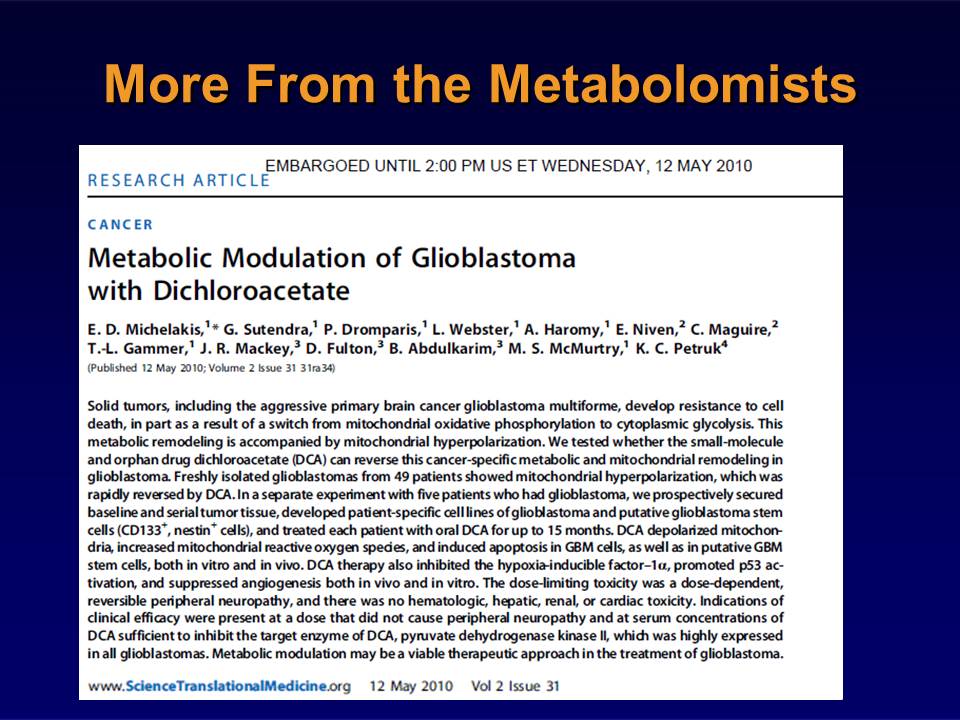 More From the Metabolomists
EMBARGOED UNTIL 2:00 PM US ET WEDNESDAY, 12 MAY 2010
RESEARCH ARTICLE
CANCER
Metabolic Modulation of Glioblastoma
with Dichloroacetate
E. D. Michelakis,¹* G. Sutendra,¹ P. Dromparis,¹ L. Webster,¹ A. Haromy,¹ E. Niven,² C. Maguire,²
T.-L. Gammer,¹ J. R. Mackey,³ D. Fulton,³ B. Abdulkarim,³ M. S. McMurtry,¹ K. C. Petruk⁴
(Published 12 May 2010; Volume 2 Issue 31 31ra34)
Solid tumors, including the aggressive primary brain cancer glioblastoma multiforme, develop resistance to cell
death, in part as a result of a switch from mitochondrial oxidative phosphorylation to cytoplasmic glycolysis. This
metabolic remodeling is accompanied by mitochondrial hyperpolarization. We tested whether the small-molecule
and orphan drug dichloroacetate (DCA) can reverse this cancer-specific metabolic and mitochondrial remodeling in
glioblastoma. Freshly isolated glioblastomas from 49 patients showed mitochondrial hyperpolarization, which was
rapidly reversed by DCA. In a separate experiment with five patients who had glioblastoma, we prospectively secured
baseline and serial tumor tissue, developed patient-specific cell lines of glioblastoma and putative glioblastoma stem
cells (CD133⁺, nestin⁺ cells), and treated each patient with oral DCA for up to 15 months. DCA depolarized mitochon-
dria, increased mitochondrial reactive oxygen species, and induced apoptosis in GBM cells, as well as in putative GBM
stem cells, both in vitro and in vivo. DCA therapy also inhibited the hypoxia-inducible factor–1α, promoted p53 ac-
tivation, and suppressed angiogenesis both in vivo and in vitro. The dose-limiting toxicity was a dose-dependent,
reversible peripheral neuropathy, and there was no hematologic, hepatic, renal, or cardiac toxicity. Indications of
clinical efficacy were present at a dose that did not cause peripheral neuropathy and at serum concentrations of
DCA sufficient to inhibit the target enzyme of DCA, pyruvate dehydrogenase kinase II, which was highly expressed
in all glioblastomas. Metabolic modulation may be a viable therapeutic approach in the treatment of glioblastoma.
www.ScienceTranslationalMedicine.org 12 May 2010 Vol 2 Issue 31